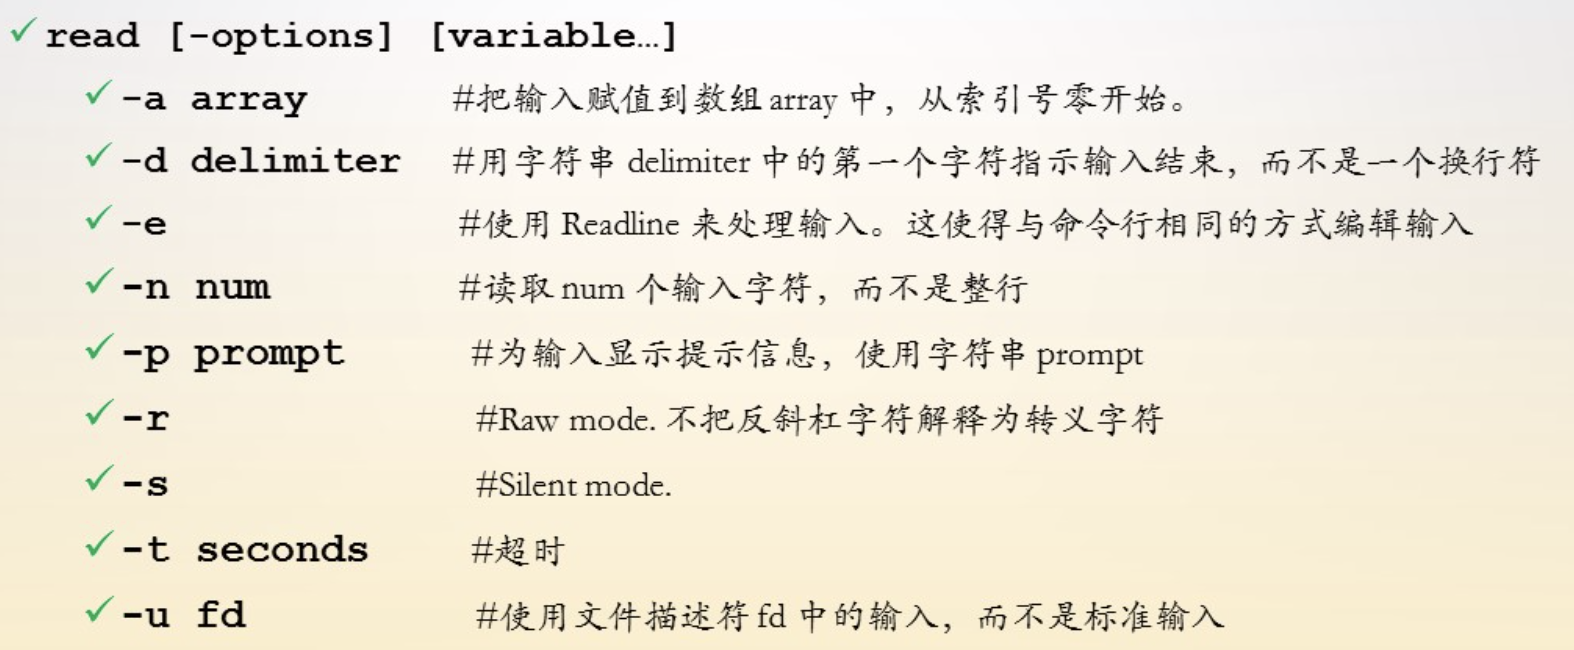 ✓ read [-options] [variable…]
✓ -a array #把输入赋值到数组 array 中，从索引号零开始。
✓ -d delimiter #用字符串 delimiter 中的第一个字符指示输入结束，而不是一个换行符
✓ -e #使用 Readline 来处理输入。这使得与命令行相同的方式编辑输入
✓ -n num #读取 num 个输入字符，而不是整行
✓ -p prompt #为输入显示提示信息，使用字符串 prompt
✓ -r #Raw mode. 不把反斜杠字符解释为转义字符
✓ -s #Silent mode.
✓ -t seconds #超时
✓ -u fd #使用文件描述符 fd 中的输入，而不是标准输入